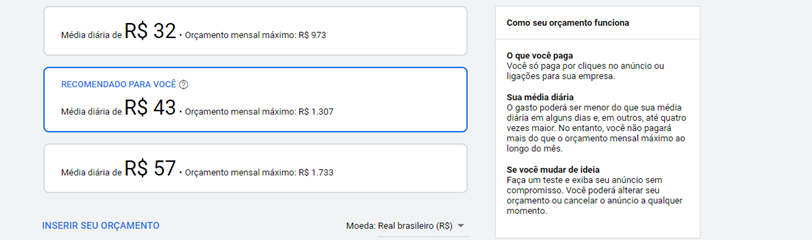 Média diária de R$ 32 • Orçamento mensal máximo: R$ 973
RECOMENDADO PARA VOCÊ ?
Média diária de R$ 43 • Orçamento mensal máximo: R$ 1.307
Média diária de R$ 57 • Orçamento mensal máximo: R$ 1.733
INSERIR SEU ORÇAMENTO
Moeda: Real brasileiro (R$)
Como seu orçamento funciona
O que você paga
Você só paga por cliques no anúncio ou
ligações para sua empresa.
Sua média diária
O gasto poderá ser menor do que sua média
diária em alguns dias e, em outros, até quatro
vezes maior. No entanto, você não pagará
mais do que o orçamento mensal máximo ao
longo do mês.
Se você mudar de ideia
Faça um teste e exiba seu anúncio sem
compromisso. Você poderá alterar seu
orçamento ou cancelar o anúncio a qualquer
momento.